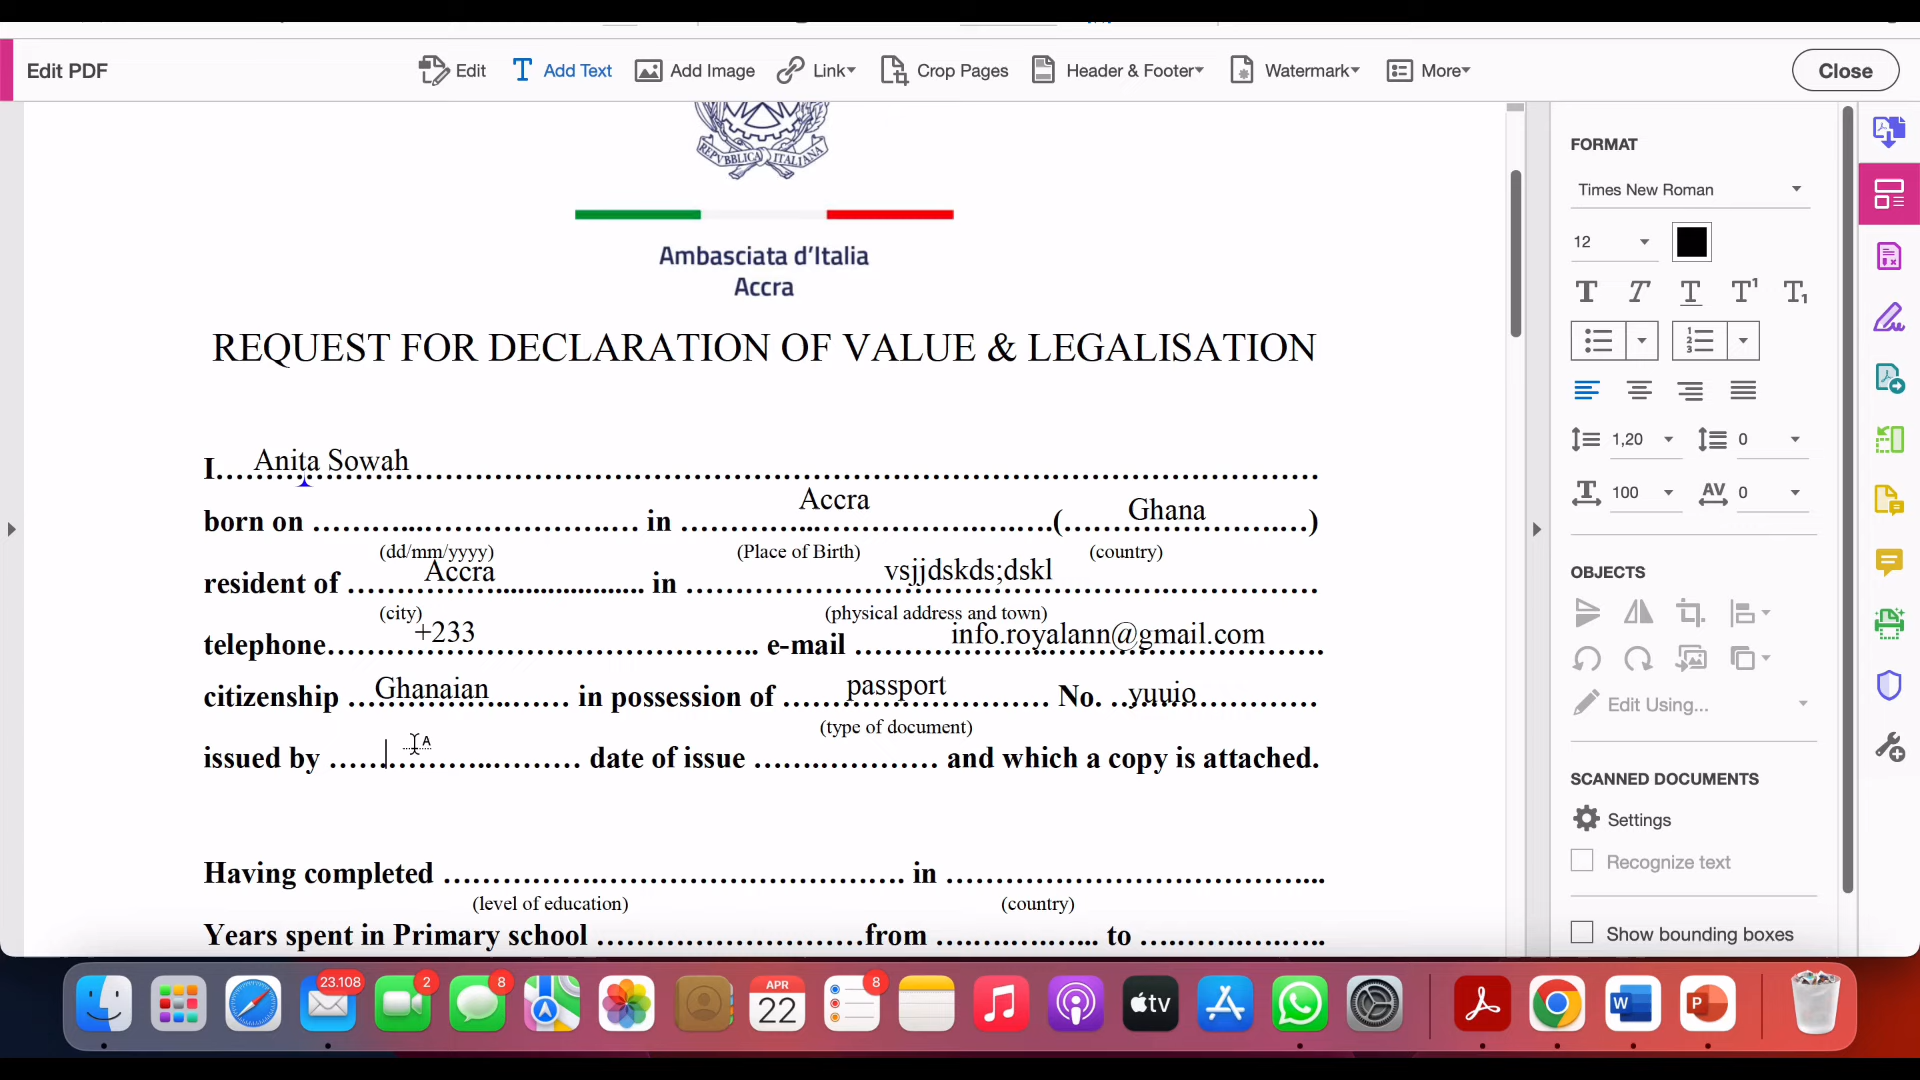 Edit PDF
Edit
Add Text
Add Image
Link
Crop Pages
Header & Footer
Watermark
More
Close
REPVBBLICA ITALIANA
Ambasciata d'Italia
Accra
REQUEST FOR DECLARATION OF VALUE & LEGALISATION
I.... Anita Sowah ................................................................
born on ................................ in ........ Accra ........................(........ Ghana ............)
(dd/mm/yyyy) (Place of Birth) (country)
resident of ........ Accra ........................ in ........ vsjjdskds;dskl ........................
(city) (physical address and town)
telephone........ +233 ................................ e-mail ........ info.royalann@gmail.com ........
citizenship .... Ghanaian ........ in possession of ........ passport ........ No. .. yuuio ............
(type of document)
issued by ............................ date of issue .................... and which a copy is attached.
Having completed ................................................ in ........................................
(level of education) (country)
Years spent in Primary school ............................from ................ to ....................
FORMAT
Times New Roman
12
1,20
0
100
AV 0
OBJECTS
Edit Using...
SCANNED DOCUMENTS
Settings
Recognize text
Show bounding boxes
23.108
2
8
APR
22
8
tv
W
P